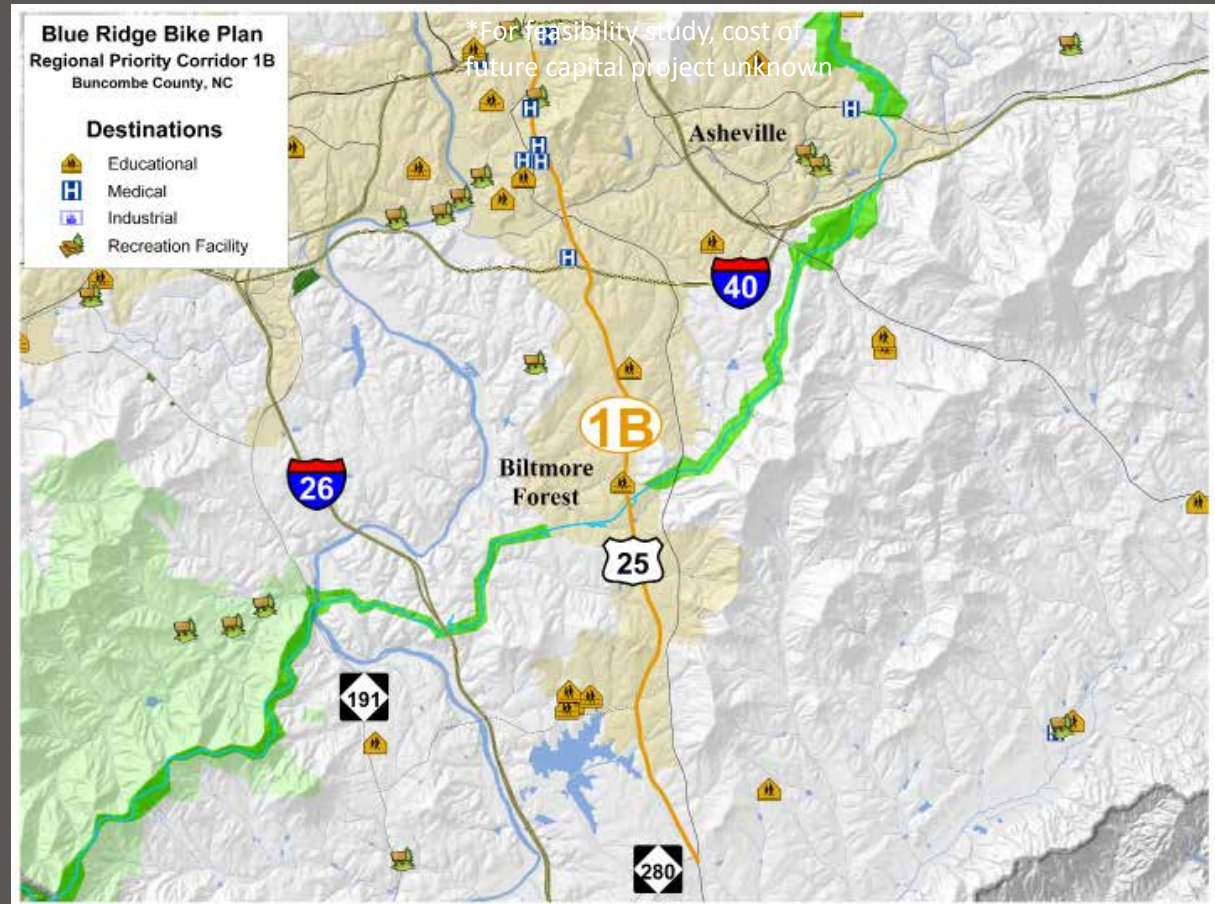 Blue Ridge Bike Plan
Regional Priority Corridor 1B
Buncombe County, NC
Destinations
Educational
H Medical
Industrial
Recreation Facility
*For feasibility study, cost of
future capital project unknown
H
H
H
H H
H
H
Asheville
40
1B
Biltmore
Forest
26
25
191
280